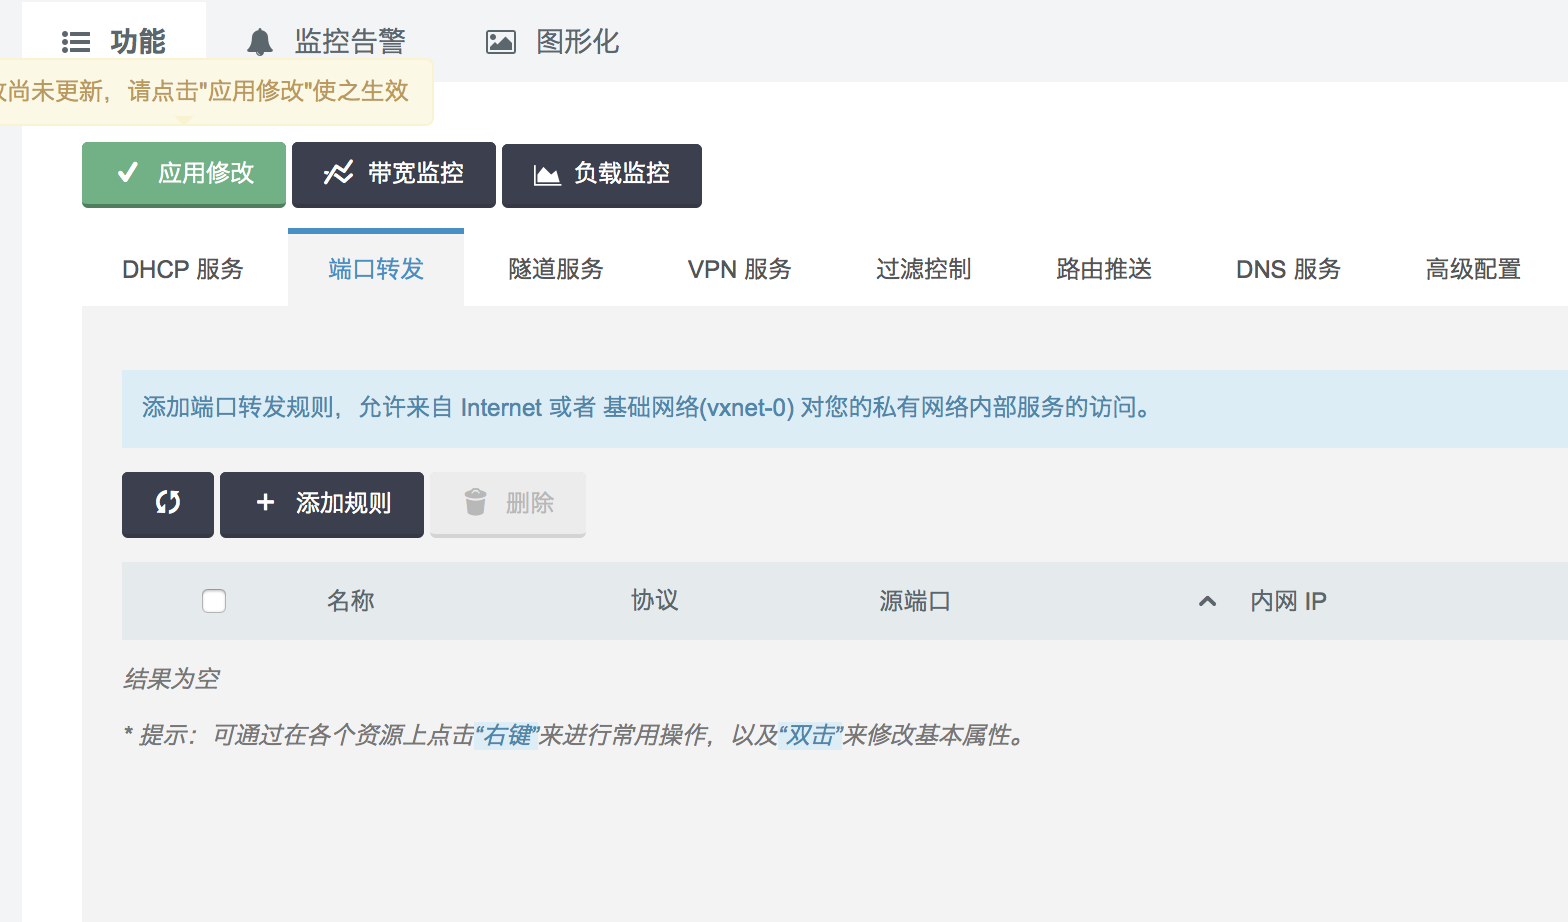 功能 监控告警 图形化
尚未更新，请点击"应用修改"使之生效
应用修改 带宽监控 负载监控
DHCP 服务 端口转发 隧道服务 VPN 服务 过滤控制 路由推送 DNS 服务 高级配置
添加端口转发规则，允许来自 Internet 或者 基础网络(vxnet-0) 对您的私有网络内部服务的访问。
+ 添加规则 删除
名称 协议 源端口 内网 IP
结果为空
* 提示：可通过在各个资源上点击“右键”来进行常用操作，以及“双击”来修改基本属性。